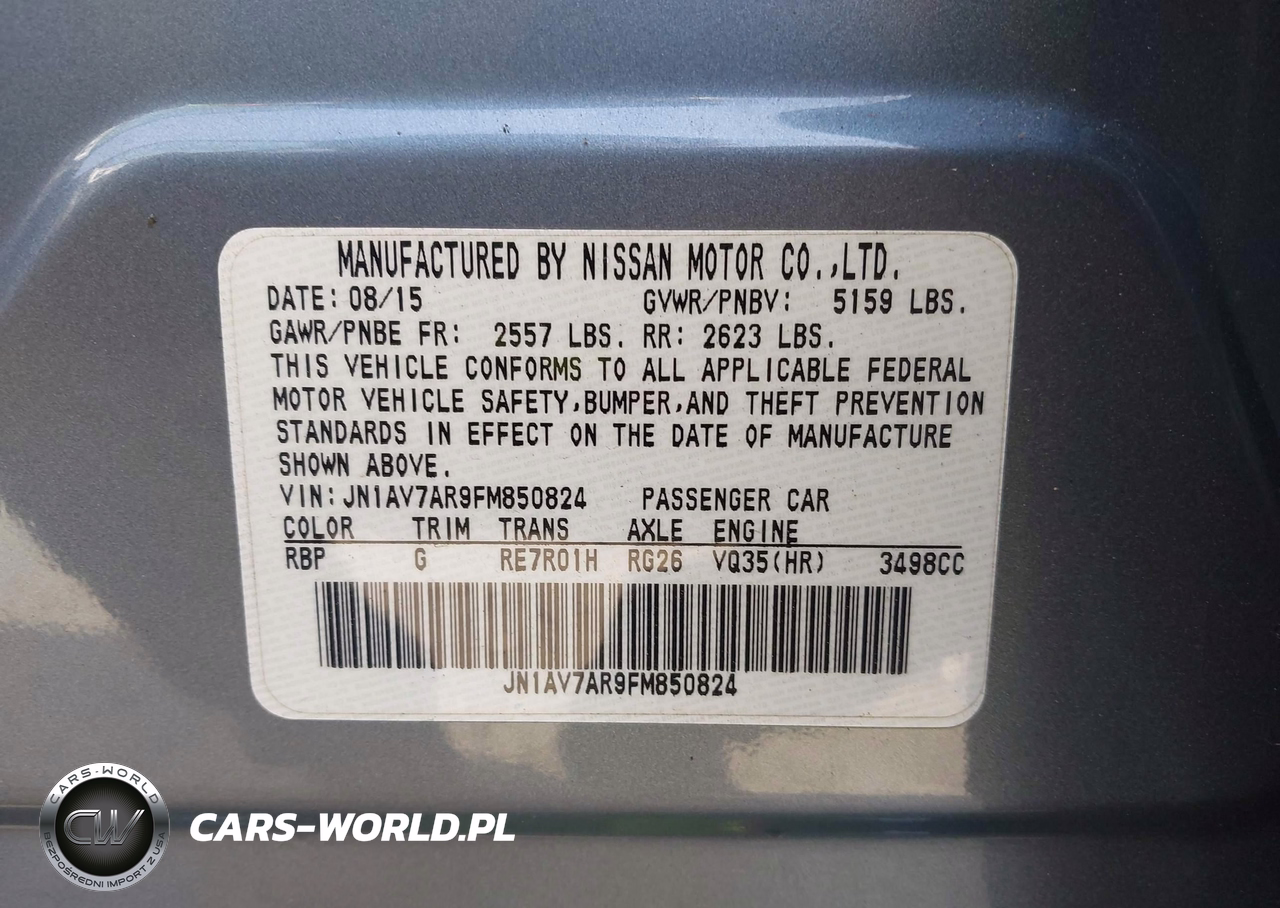 MANUFACTURED BY NISSAN MOTOR CO.,LTD.
DATE: 08/15 GVWR/PNBV: 5159 LBS.
GAWR/PNBE FR: 2557 LBS. RR: 2623 LBS.
THIS VEHICLE CONFORMS TO ALL APPLICABLE FEDERAL
MOTOR VEHICLE SAFETY,BUMPER,AND THEFT PREVENTION
STANDARDS IN EFFECT ON THE DATE OF MANUFACTURE
SHOWN ABOVE.
VIN: JN1AV7AR9FM850824 PASSENGER CAR
COLOR TRIM TRANS AXLE ENGINE
RBP G RE7R01H RG26 VQ35(HR) 3498CC
JN1AV7AR9FM850824
CARS-WORLD
CW
BEZPOŚREDNI IMPORT Z USA
CARS-WORLD.PL